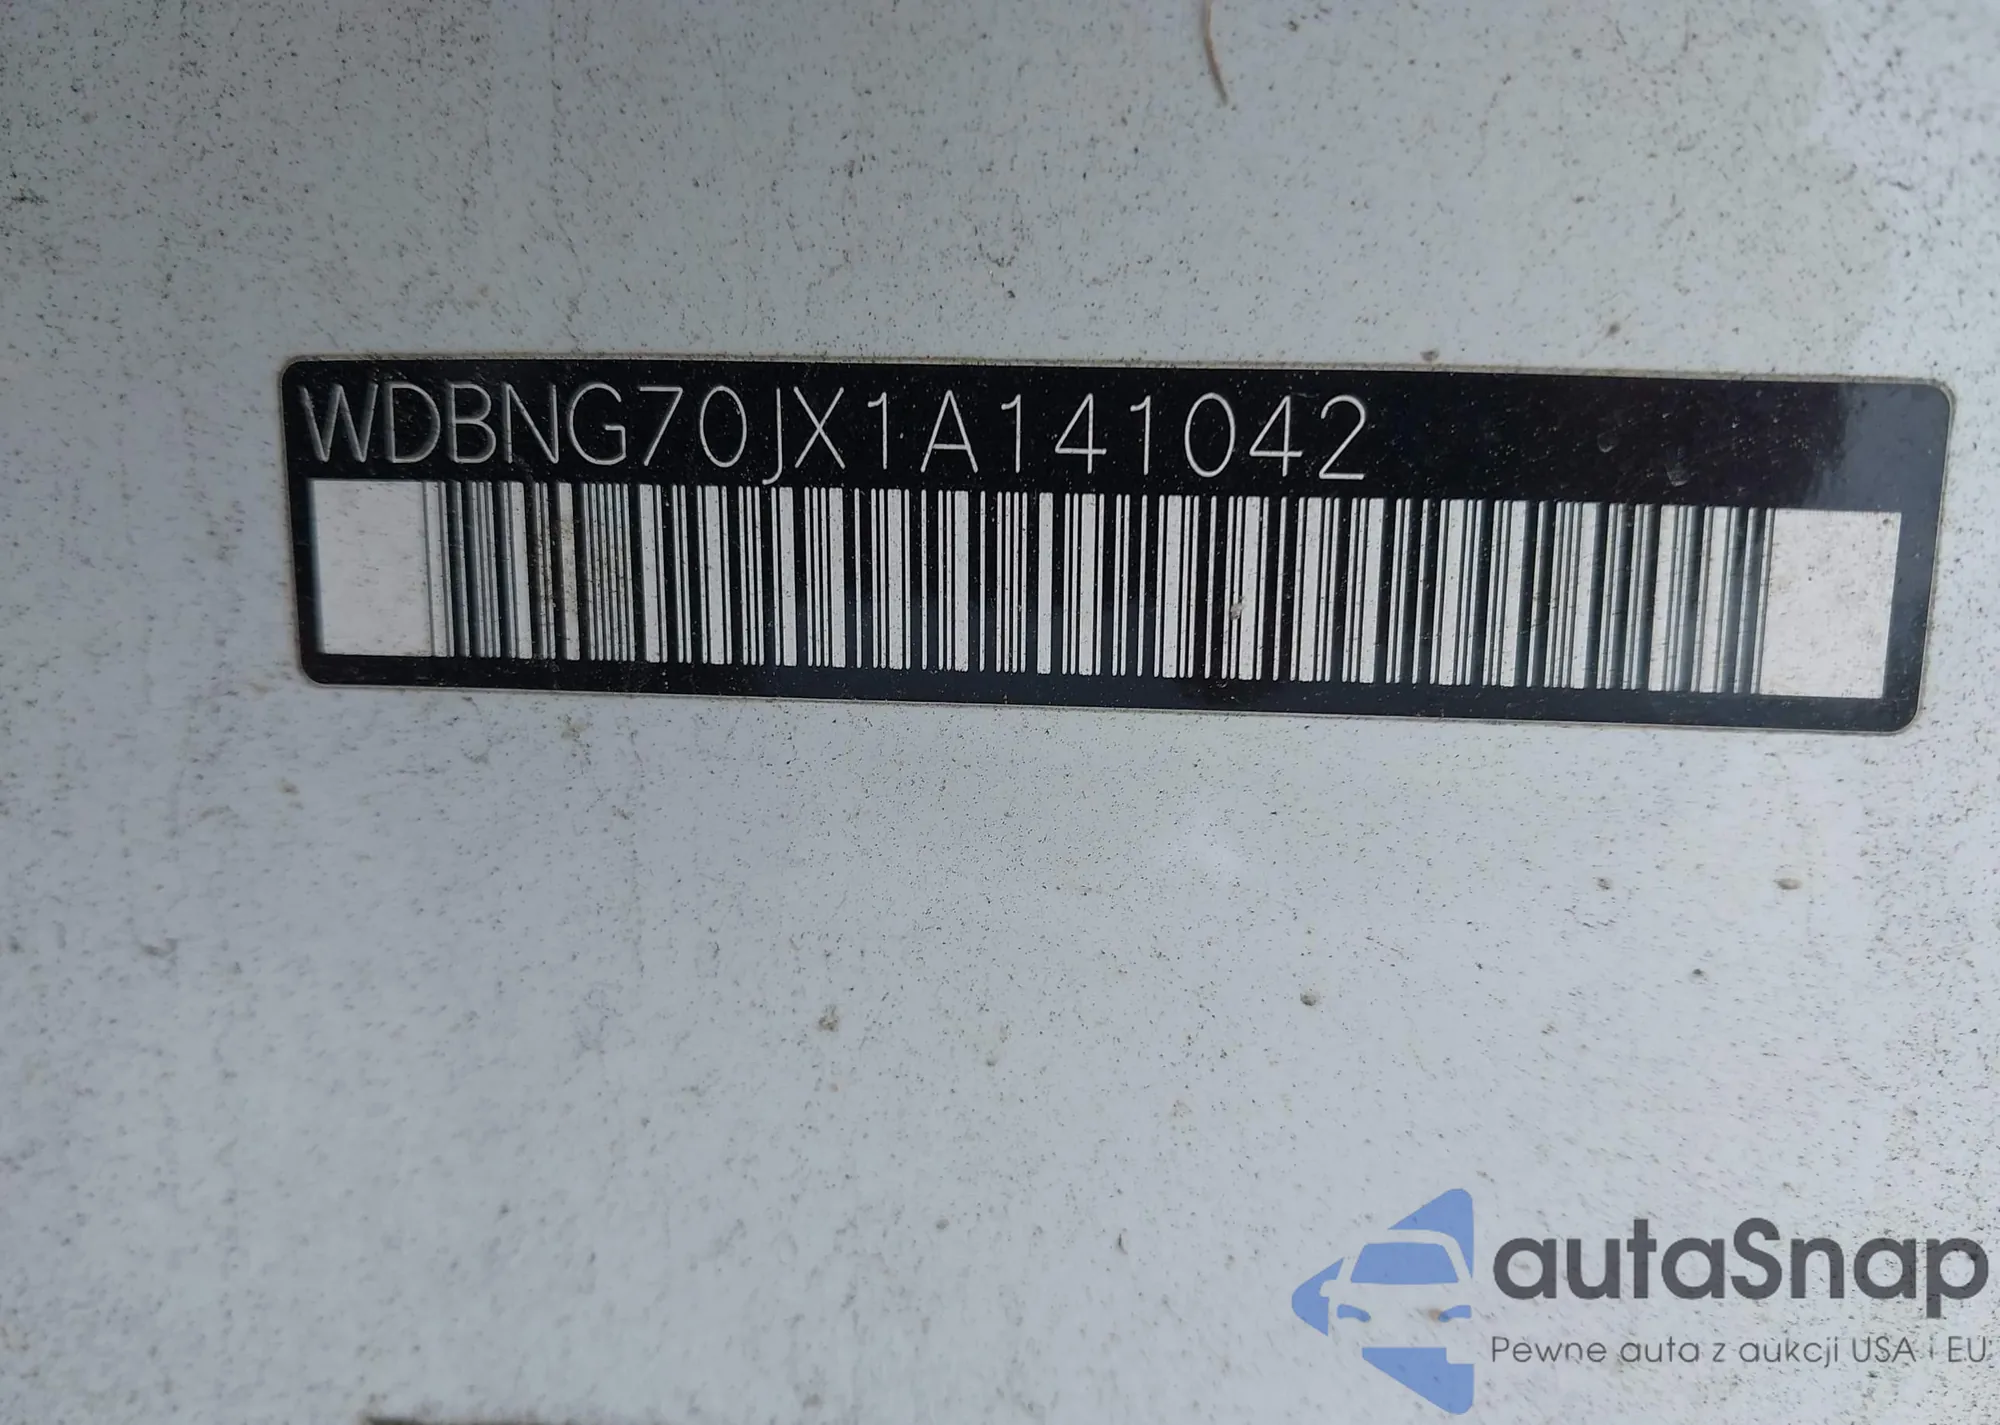 WDBNG70JX1A141042
autaSnap
Pewne auta z aukcji USA i EU